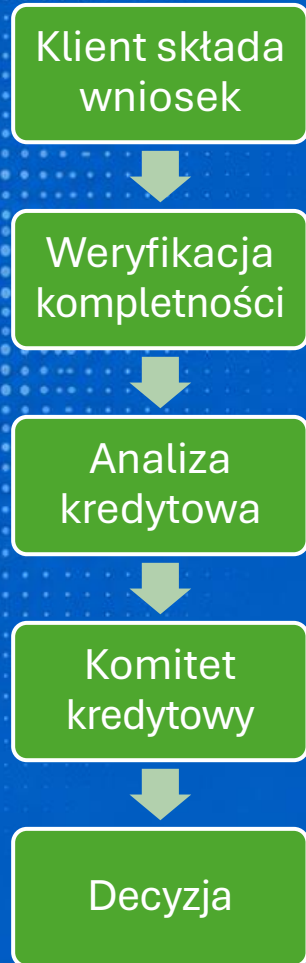 Klient składa
wniosek
Weryfikacja
kompletności
Analiza
kredytowa
Komitet
kredytowy
Decyzja